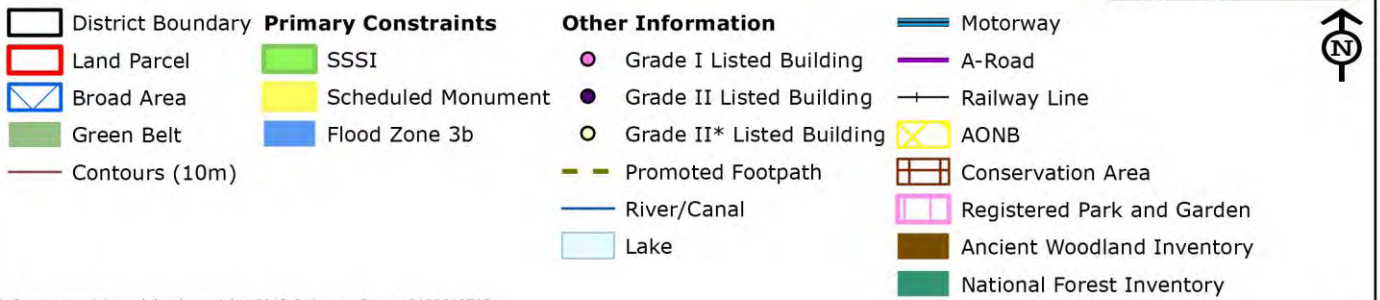 District Boundary
Land Parcel
Broad Area
Green Belt
Contours (10m)
Primary Constraints
SSSI
Scheduled Monument
Flood Zone 3b
Other Information
Grade I Listed Building
Grade II Listed Building
Grade II* Listed Building
Promoted Footpath
River/Canal
Lake
Motorway
A-Road
Railway Line
AONB
Conservation Area
Registered Park and Garden
Ancient Woodland Inventory
National Forest Inventory
N